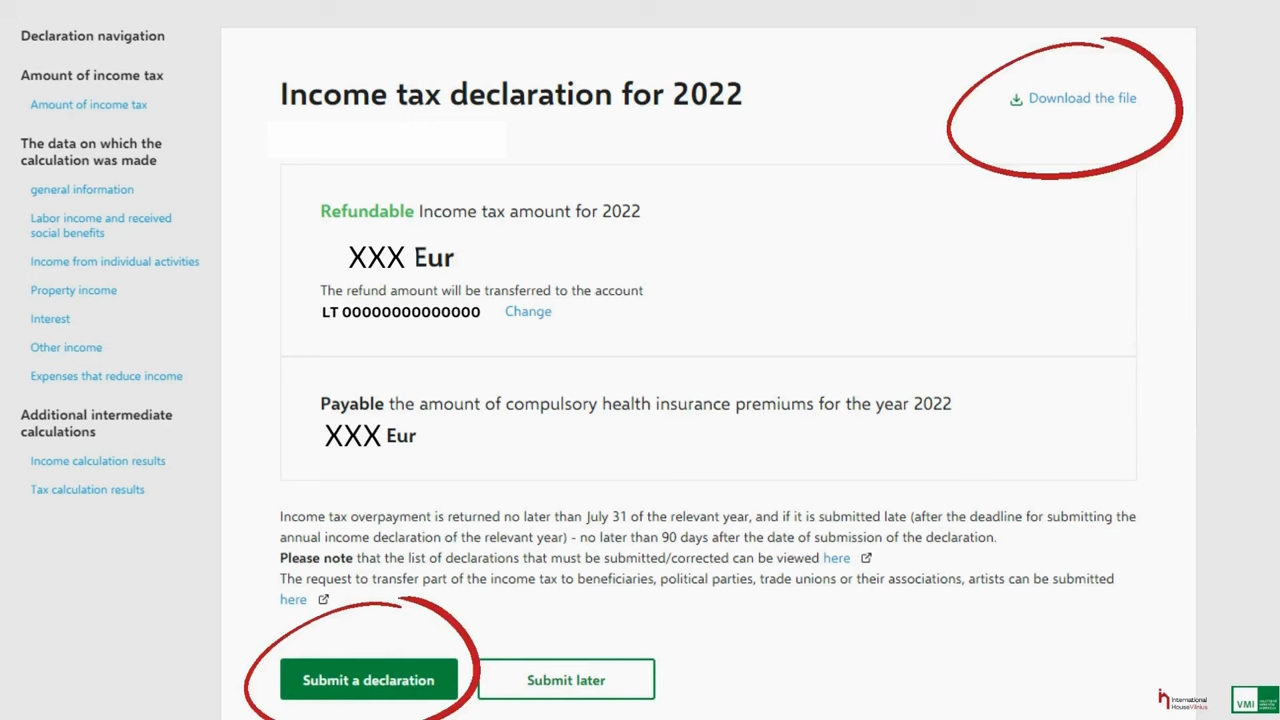 Declaration navigation
Amount of income tax
Amount of income tax
The data on which the
calculation was made
general information
Labor income and received
social benefits
Income from individual activities
Property income
Interest
Other income
Expenses that reduce income
Additional intermediate
calculations
Income calculation results
Tax calculation results
Income tax declaration for 2022
Download the file
Refundable Income tax amount for 2022
XXX Eur
The refund amount will be transferred to the account
LT 00000000000000 Change
Payable the amount of compulsory health insurance premiums for the year 2022
XXX Eur
Income tax overpayment is returned no later than July 31 of the relevant year, and if it is submitted late (after the deadline for submitting the
annual income declaration of the relevant year) - no later than 90 days after the date of submission of the declaration.
Please note that the list of declarations that must be submitted/corrected can be viewed here
The request to transfer part of the income tax to beneficiaries, political parties, trade unions or their associations, artists can be submitted
here
Submit a declaration
Submit later
International
House Vilnius
VMI